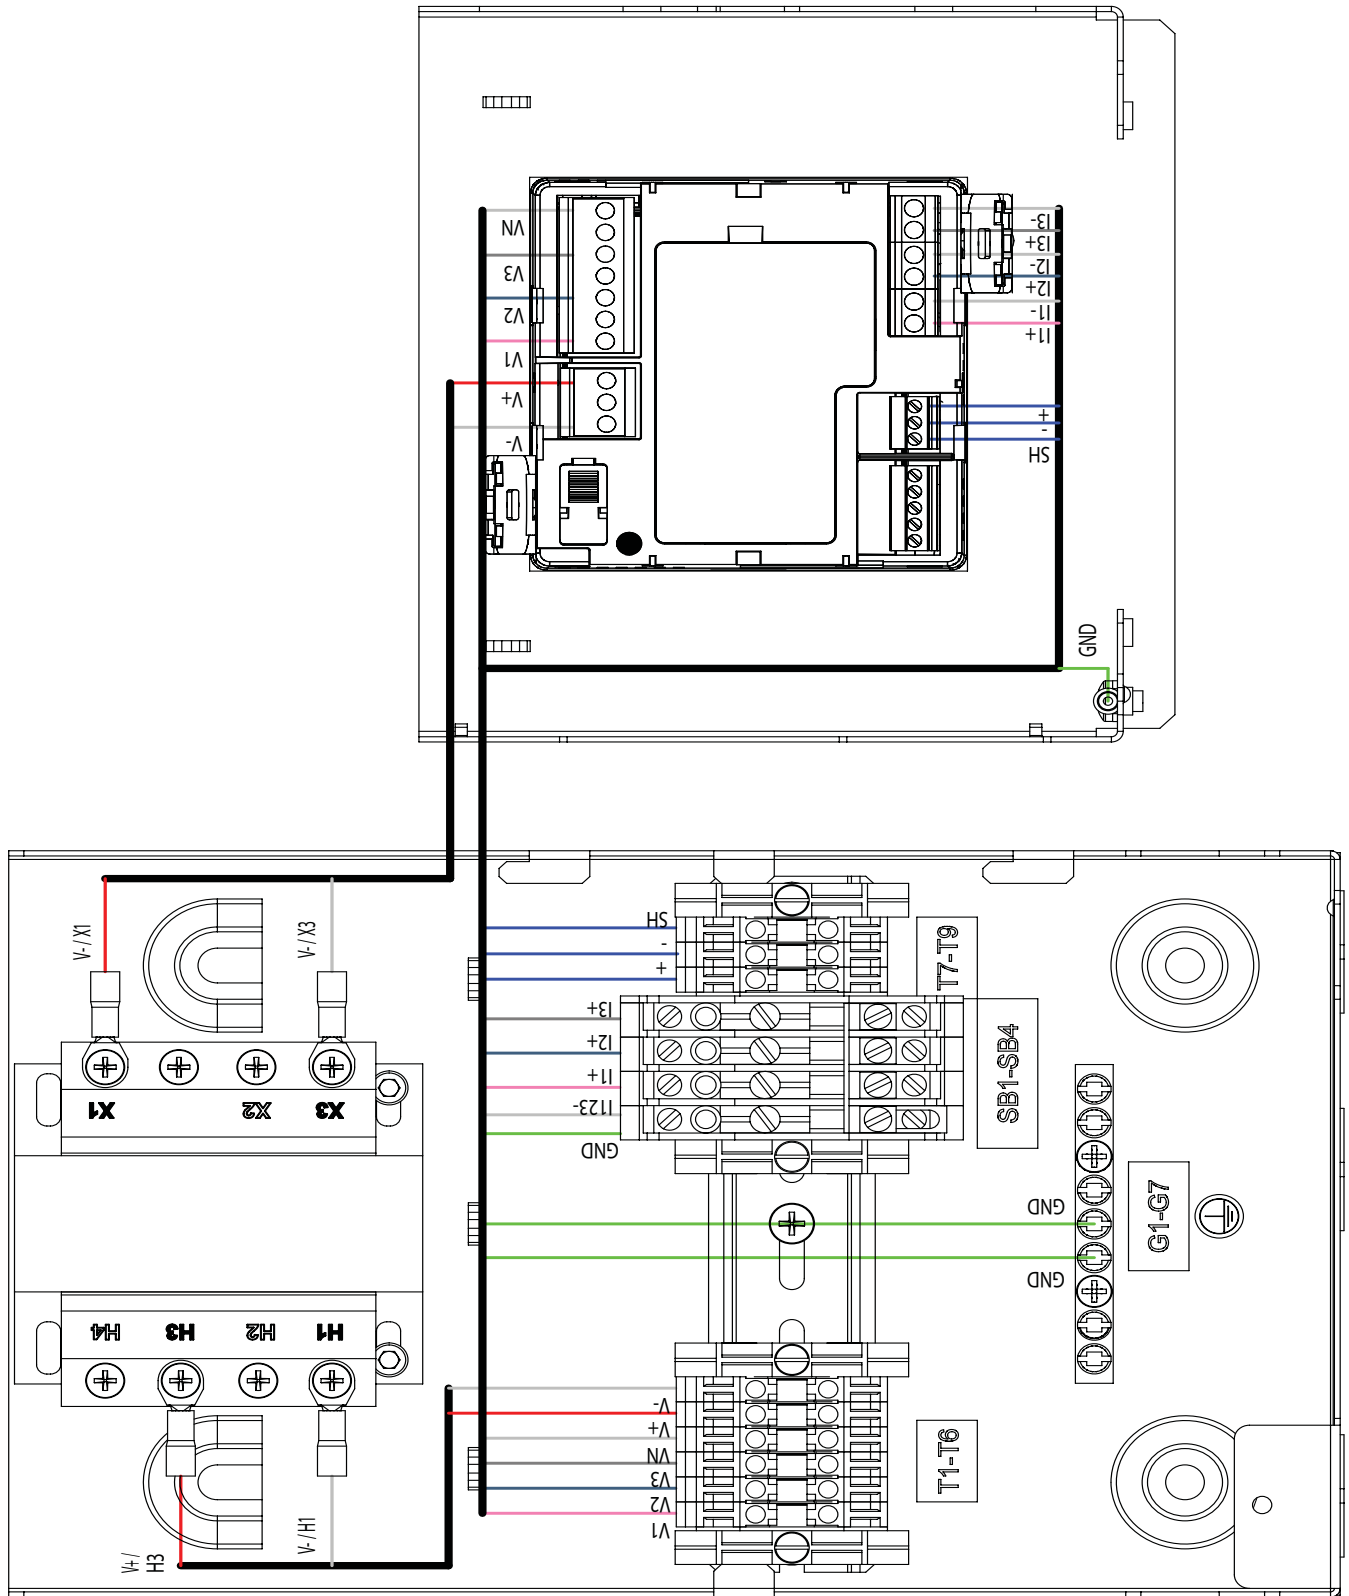 VN
V3
V2
V1
V+
V-
I3-
I3+
I2-
I2+
I1-
I1+
+
-
SH
GND
V-/X1
V-/X3
X1
X2
X3
H4
H3
H2
H1
V+/
H3
V-/H1
SH
-
+
I3+
I2+
I1+
I123-
GND
T7-T9
SB1-SB4
GND
GND
G1-G7
V-
V+
VN
V3
V2
V1
T1-T6